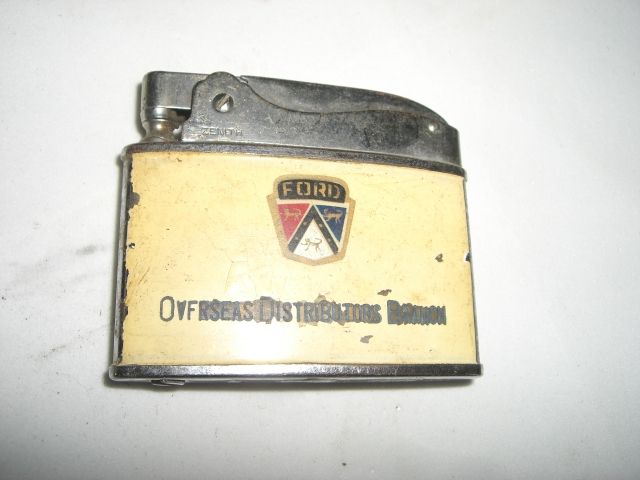 ZENITH
FORD
OVERSEAS DISTRIBUTORS BRANCH